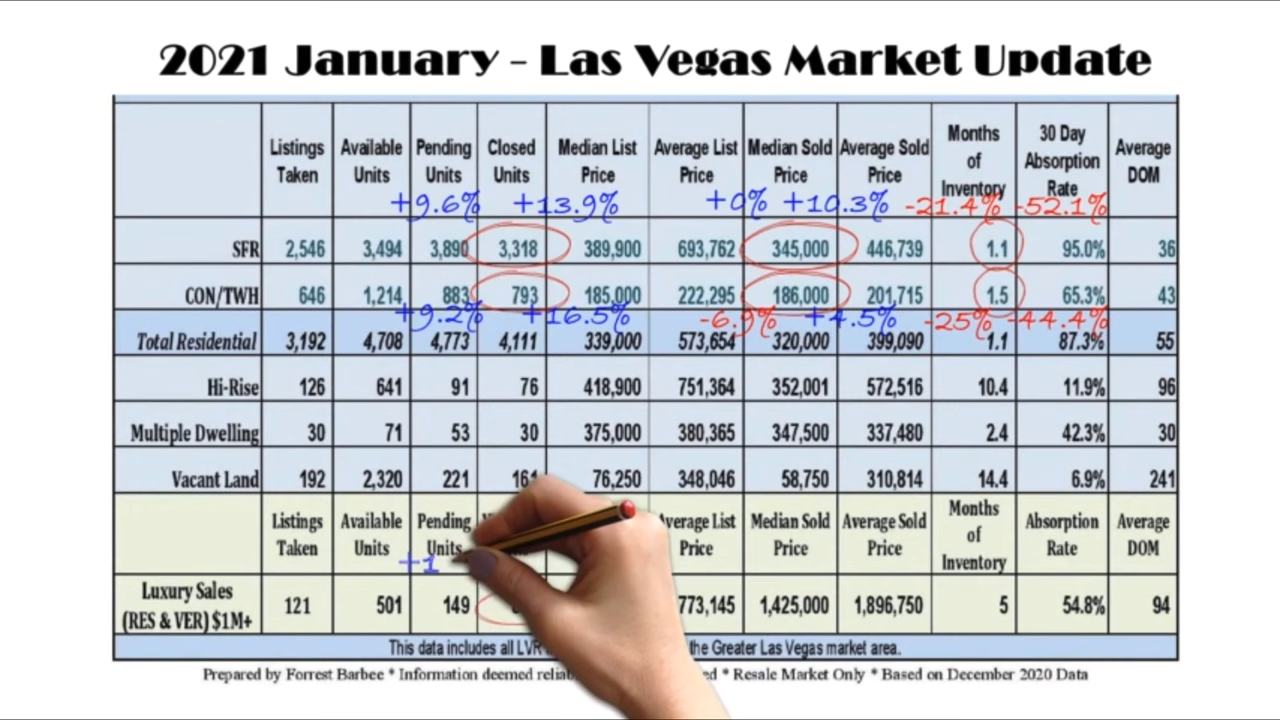 2021 January - Las Vegas Market Update
Listings Taken Available Units Pending Units Closed Units Median List Price Average List Price Median Sold Price Average Sold Price Months of Inventory 30 Day Absorption Rate Average DOM
+9.6% +13.9% +0% +10.3% -21.4% -52.1%
SFR 2,546 3,494 3,890 3,318 389,900 693,762 345,000 446,739 1.1 95.0% 36
CON/TWH 646 1,214 883 793 185,000 222,295 186,000 201,715 1.5 65.3% 43
+9.2% +16.5% -6.9% +4.5% -25% -44.4%
Total Residential 3,192 4,708 4,773 4,111 339,000 573,654 320,000 399,090 1.1 87.3% 55
Hi-Rise 126 641 91 76 418,900 751,364 352,001 572,516 10.4 11.9% 96
Multiple Dwelling 30 71 53 30 375,000 380,365 347,500 337,480 2.4 42.3% 30
Vacant Land 192 2,320 221 76,250 348,046 58,750 310,814 14.4 6.9% 241
Listings Taken Available Units Pending Units Average List Price Median Sold Price Average Sold Price Months of Inventory Absorption Rate Average DOM
+1
Luxury Sales (RES & VER) $1M+ 121 501 149 773,145 1,425,000 1,896,750 5 54.8% 94
This data includes all the Greater Las Vegas market area.
Prepared by Forrest Barbee * Information deemed * Resale Market Only * Based on December 2020 Data